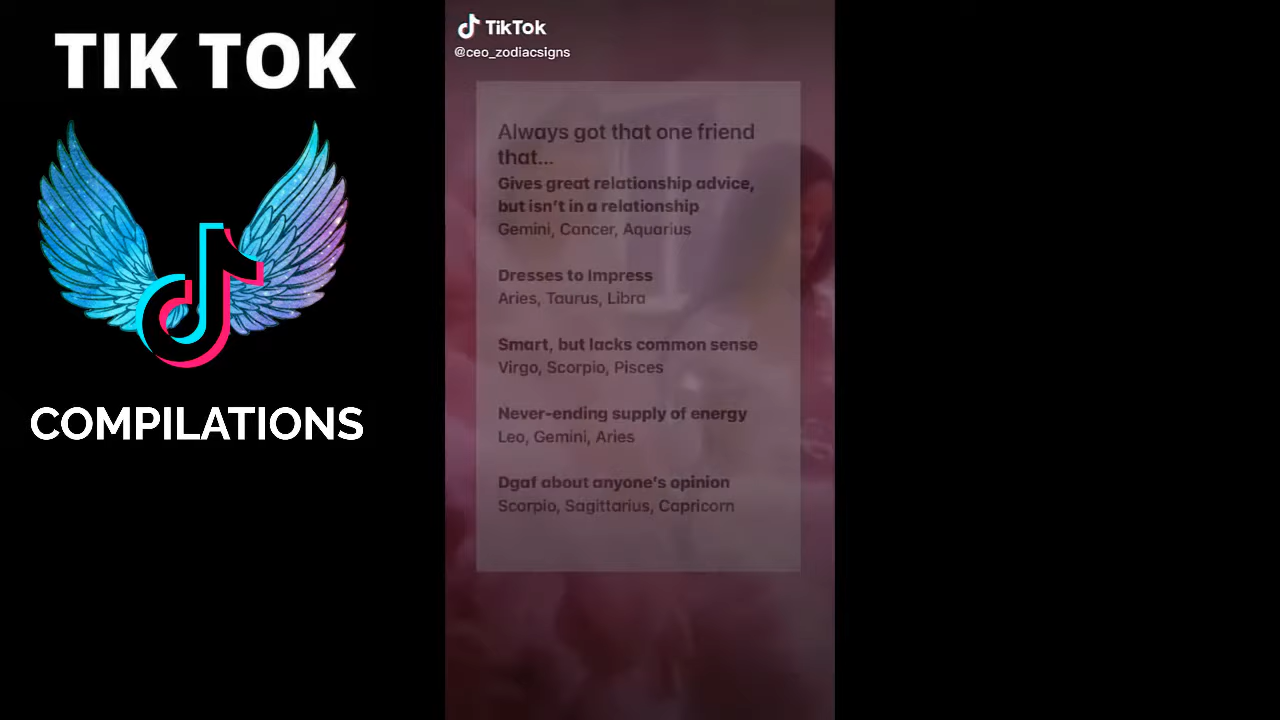 TIK TOK
COMPILATIONS
TikTok
@ceo_zodiacsigns
Always got that one friend
that...
Gives great relationship advice,
but isn't in a relationship
Gemini, Cancer, Aquarius
Dresses to Impress
Aries, Taurus, Libra
Smart, but lacks common sense
Virgo, Scorpio, Pisces
Never-ending supply of energy
Leo, Gemini, Aries
Dgaf about anyone's opinion
Scorpio, Sagittarius, Capricorn